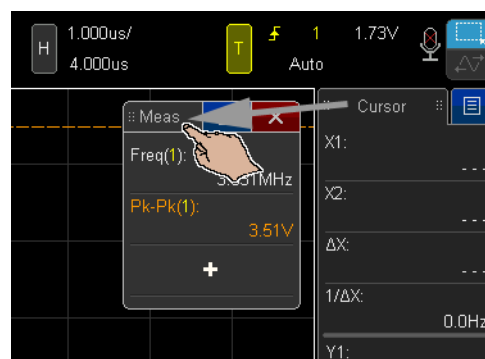 H
1.000us/
4.000us
T
1
1.73V
Auto
Meas
Freq(1):
Pk-Pk(1):
3.51V
+
Cursor
X1:
---
X2:
---
ΔX:
---
1/ΔX:
0.0Hz
Y1: